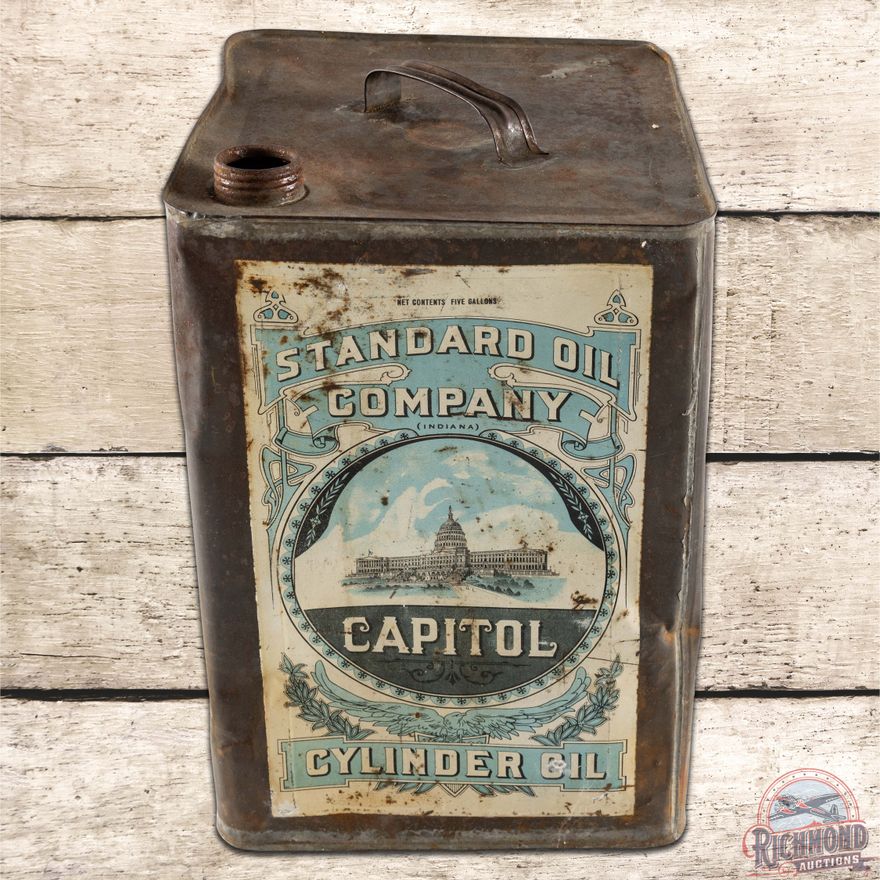 NET CONTENTS FIVE GALLONS
STANDARD OIL
COMPANY
(INDIANA)
CAPITOL
CYLINDER OIL
RICHMOND
AUCTIONS